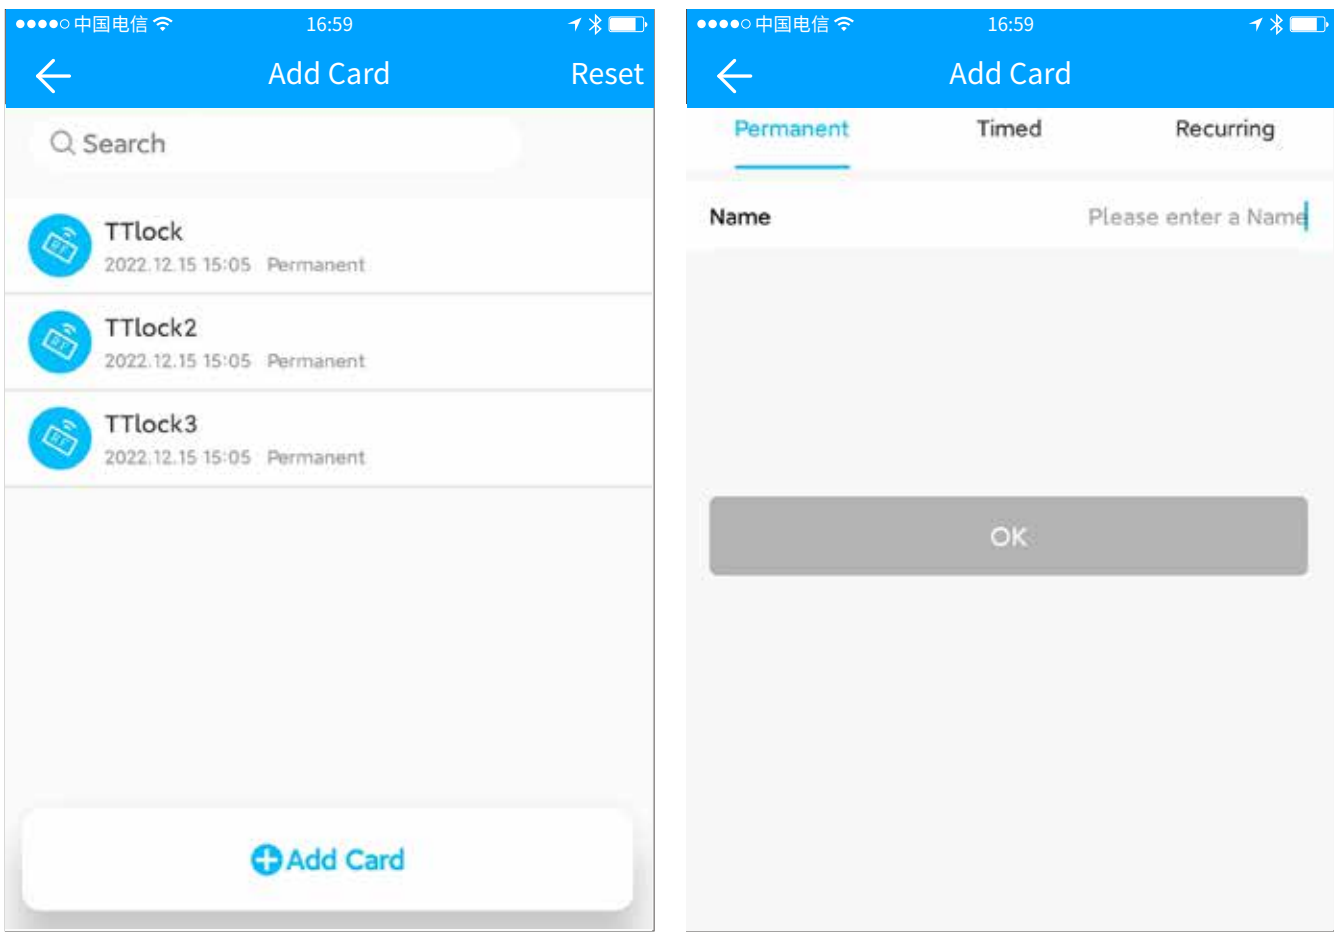 中国电信 16:59
Add Card Reset
Search
TTlock
2022.12.15 15:05 Permanent
TTlock2
2022.12.15 15:05 Permanent
TTlock3
2022.12.15 15:05 Permanent
Add Card
中国电信 16:59
Add Card
Permanent Timed Recurring
Name Please enter a Name
OK